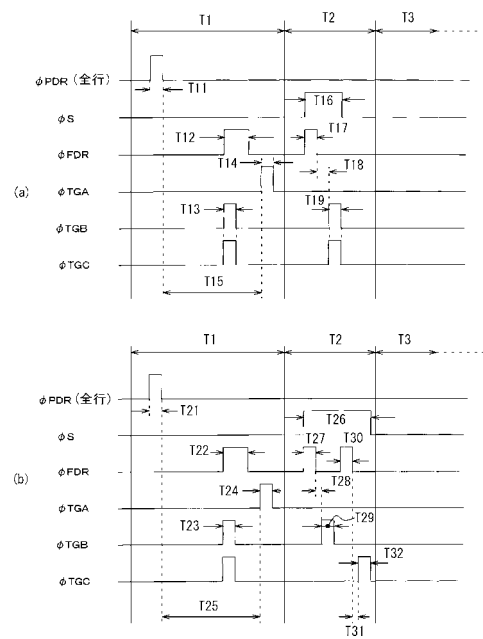 T1 T2 T3
φPDR (全行)
T11
φS
T16
T12
T17
φFDR
T14
T18
φTGA
(a)
T13
T19
φTGB
φTGC
T15
T1 T2 T3
φPDR (全行)
T21
T26
φS
T22
T27
T30
φFDR
T24
T28
(b)
φTGA
T23
T29
φTGB
T32
φTGC
T25
T31